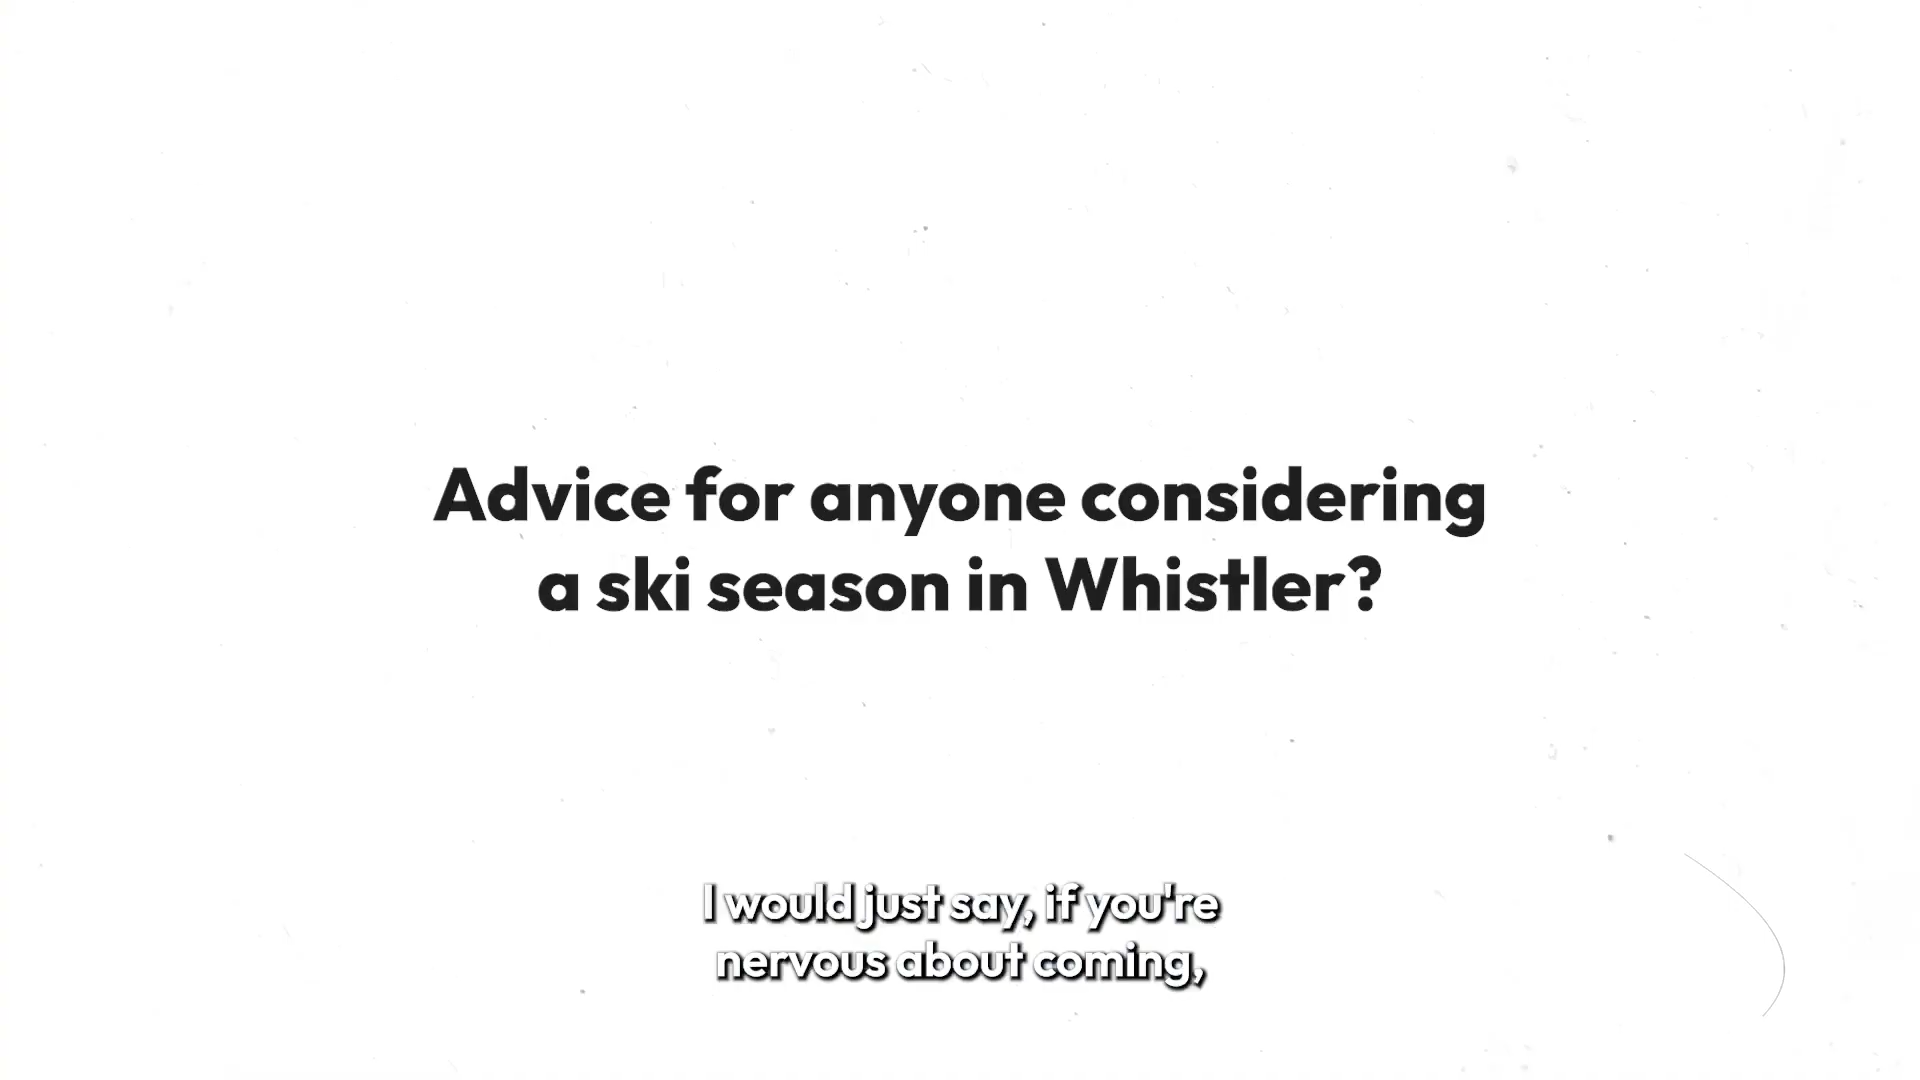 Advice for anyone considering
a ski season in Whistler?
I would just say, if you're
nervous about coming,